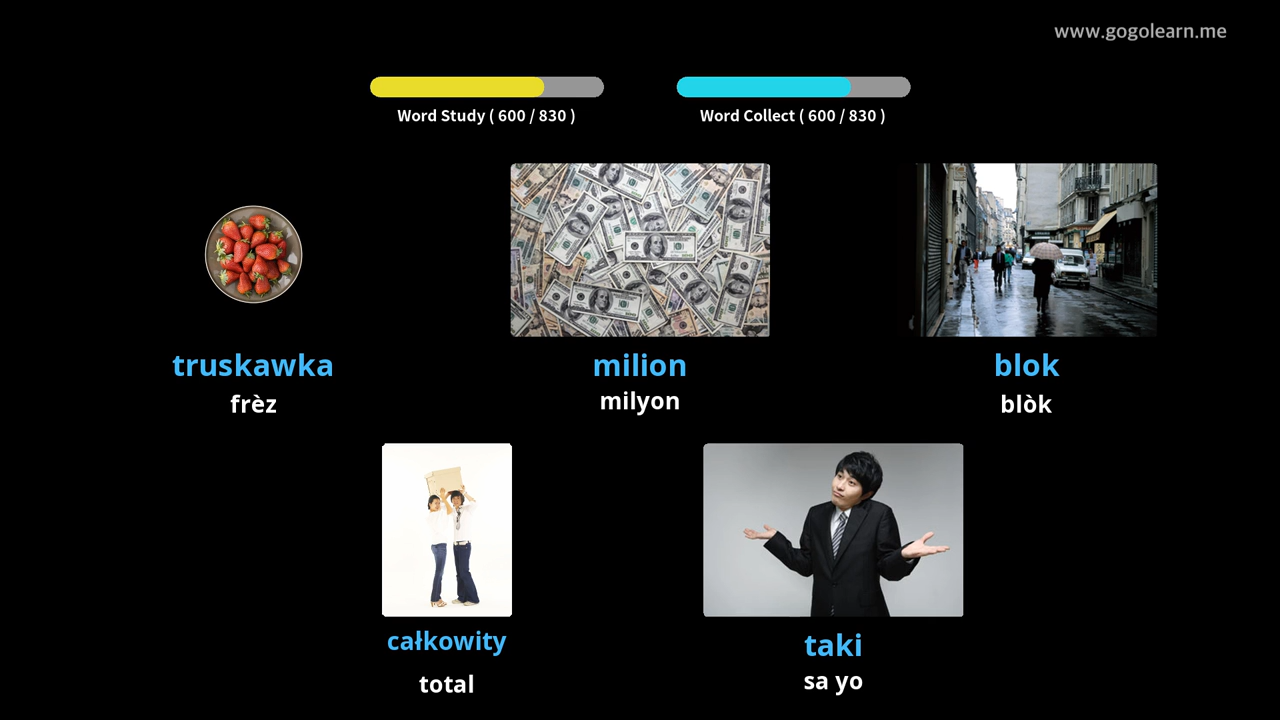 www.gogolearn.me
Word Study ( 600 / 830 )
Word Collect ( 600 / 830 )
truskawka
frèz
milion
milyon
blok
blòk
całkowity
total
taki
sa yo